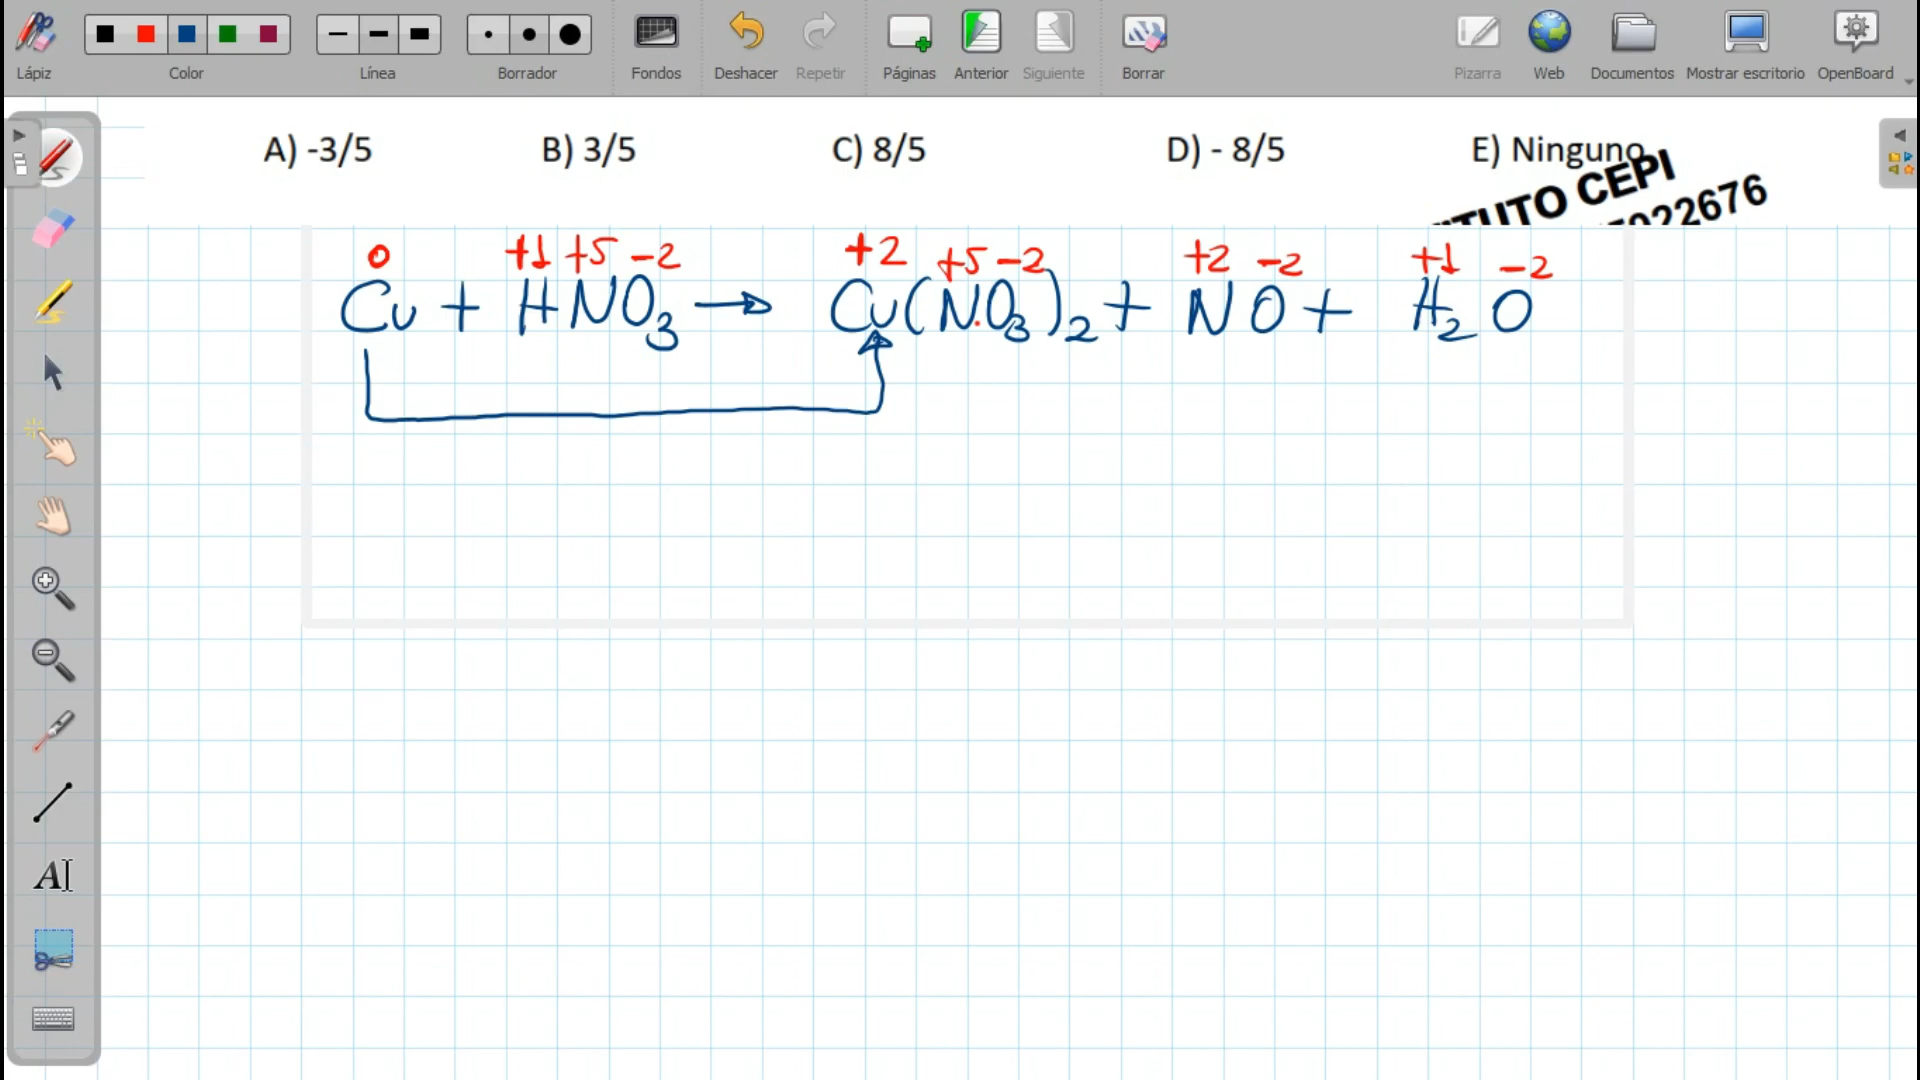 Lápiz Color Línea Borrador Fondos Deshacer Repetir Páginas Anterior Siguiente Borrar Pizarra Web Documentos Mostrar escritorio OpenBoard
A) -3/5 B) 3/5 C) 8/5 D) - 8/5 E) Ninguno
CEPI
0 +1 +5 -2 +2 +5 -2 +2 -2 +1 -2
Cu + HNO₃ → Cu(NO₃)₂ + NO + H₂O
AI